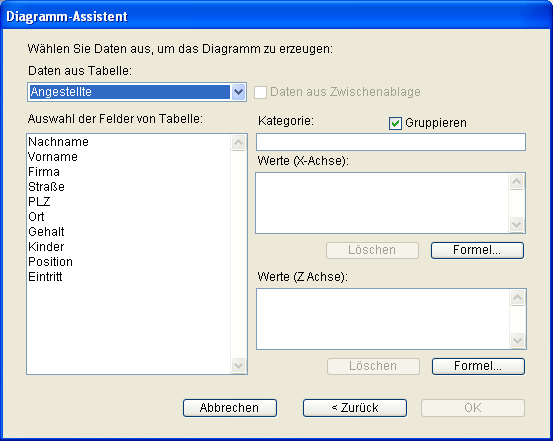 Diagramm-Assistent
Wählen Sie Daten aus, um das Diagramm zu erzeugen:
Daten aus Tabelle:
Angestellte
Daten aus Zwischenablage
Auswahl der Felder von Tabelle:
Nachname
Vorname
Firma
Straße
PLZ
Ort
Gehalt
Kinder
Position
Eintritt
Kategorie:
Gruppieren
Werte (X-Achse):
Löschen
Formel...
Werte (Z Achse):
Löschen
Formel...
Abbrechen
< Zurück
OK